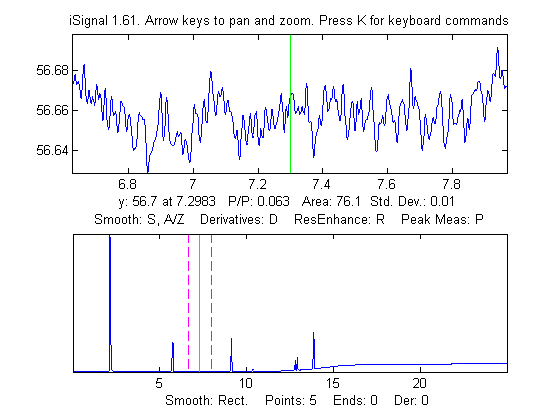 iSignal 1.61. Arrow keys to pan and zoom. Press K for keyboard commands
56.68
56.66
56.64
6.8 7 7.2 7.4 7.6 7.8
y: 56.7 at 7.2983 P/P: 0.063 Area: 76.1 Std. Dev.: 0.01
Smooth: S, A/Z Derivatives: D ResEnhance: R Peak Meas: P
5 10 15 20
Smooth: Rect. Points: 5 Ends: 0 Der: 0